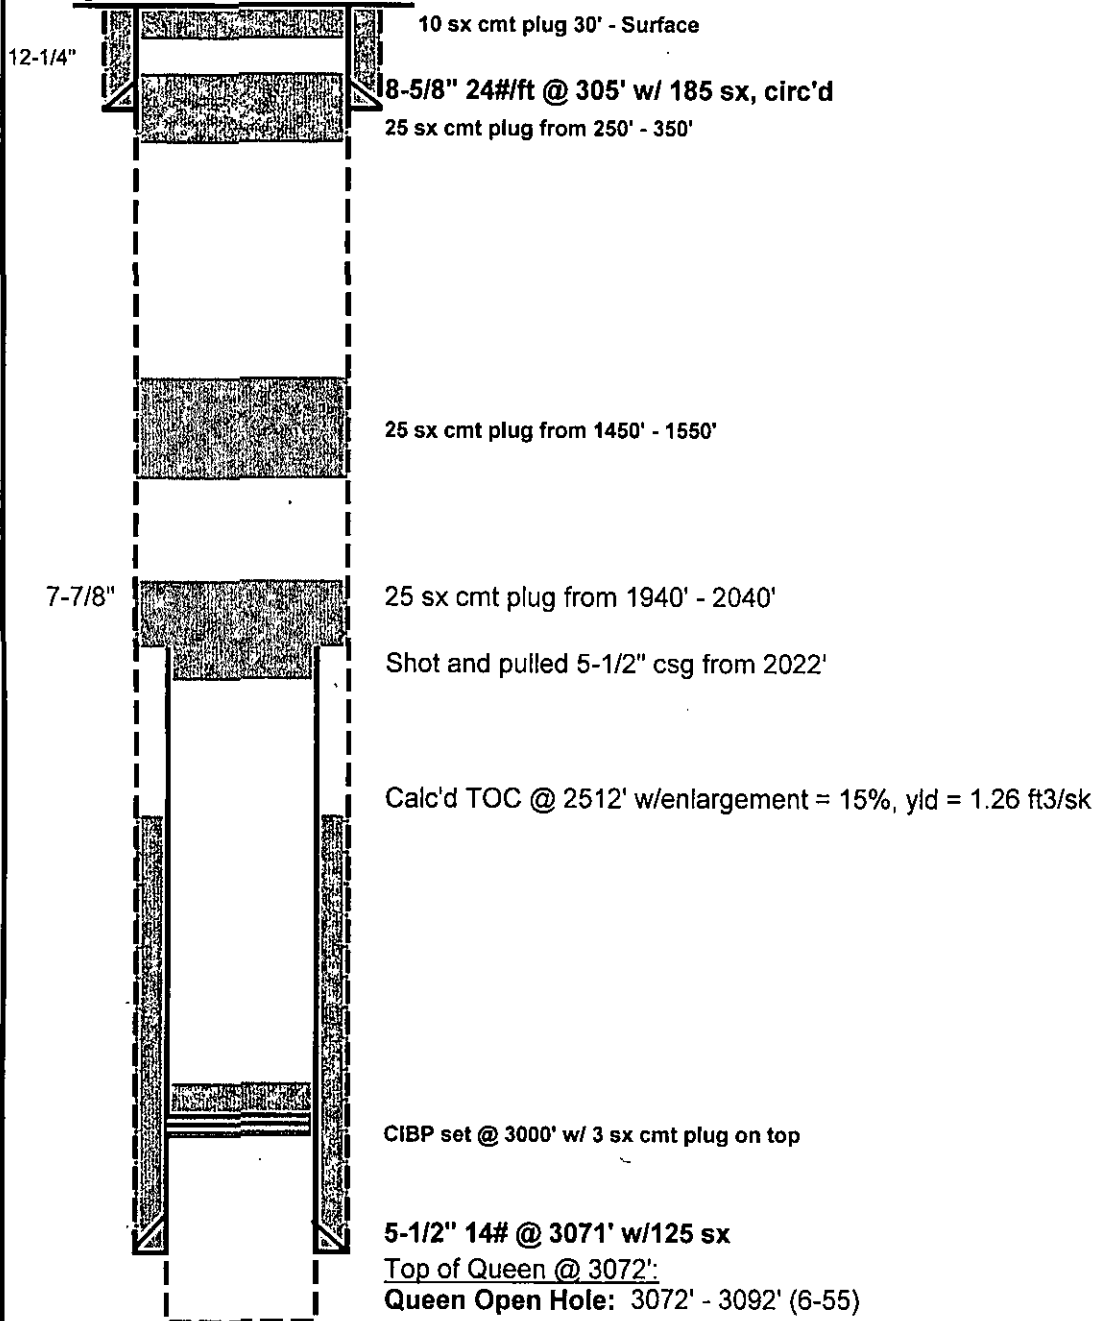 10 sx cmt plug 30' - Surface
12-1/4"
8-5/8" 24#/ft @ 305' w/ 185 sx, circ'd
25 sx cmt plug from 250' - 350'
25 sx cmt plug from 1450' - 1550'
7-7/8"
25 sx cmt plug from 1940' - 2040'
Shot and pulled 5-1/2" csg from 2022'
Calc'd TOC @ 2512' w/enlargement = 15%, yld = 1.26 ft3/sk
CIBP set @ 3000' w/ 3 sx cmt plug on top
5-1/2" 14# @ 3071' w/125 sx
Top of Queen @ 3072':
Queen Open Hole: 3072' - 3092' (6-55)